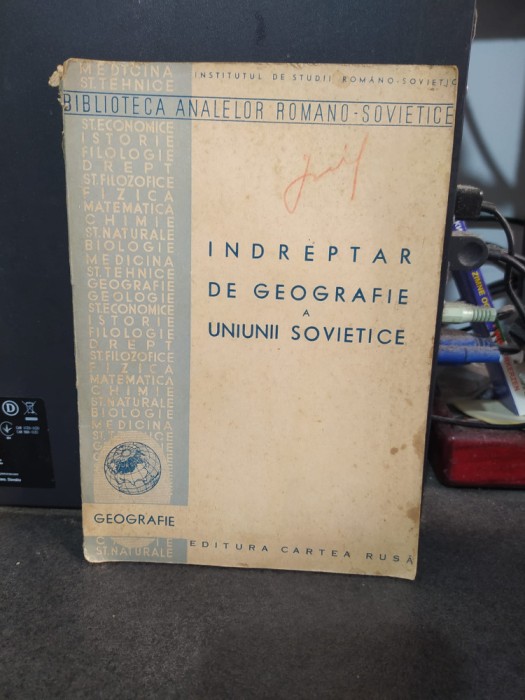 MEDICINA
ST.TEHNICE
INSTITUTUL DE STUDII ROMÂNO-SOVIETIC
BIBLIOTECA ANALELOR ROMANO-SOVIETICE
ST.ECONOMICE
ISTORIE
FILOLOGIE
DREPT
ST.FILOZOFICE
FIZICA
MATEMATICA
CHIMIE
ST.NATURALE
BIOLOGIE
MEDICINA
ST.TEHNICE
GEOGRAFIE
GEOLOGIE
ST.ECONOMICE
ISTORIE
FILOLOGIE
DREPT
ST.FILOZOFICE
FIZICA
MATEMATICA
CHIMIE
ST.NATURALE
BIOLOGIE
MEDICINA
INDREPTAR
DE GEOGRAFIE
A
UNIUNII SOVIETICE
GEOGRAFIE
CHIMIE
ST.NATURALE
EDITURA CARTEA RUSĂ